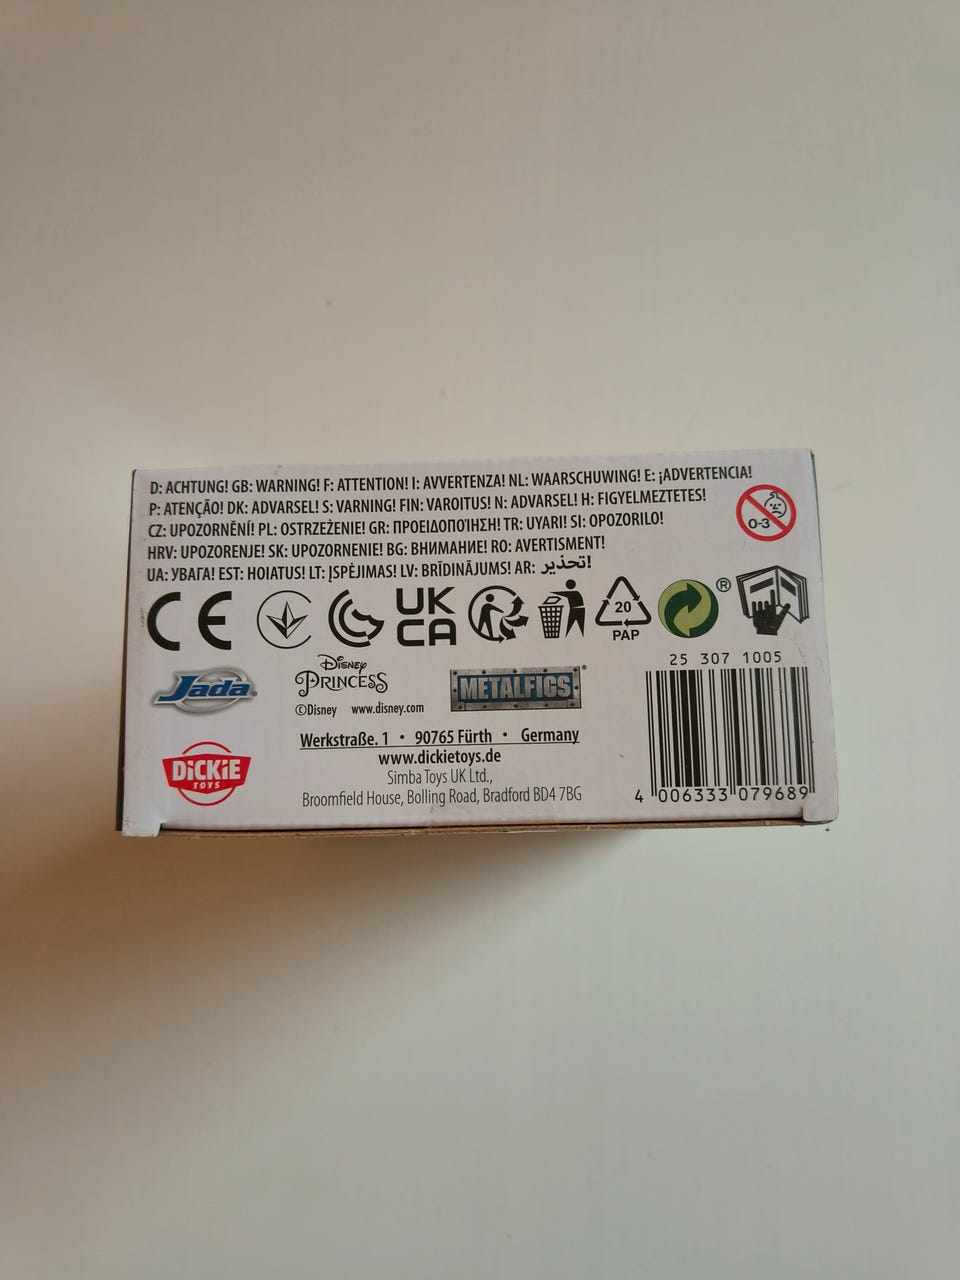 D: ACHTUNG! GB: WARNING! F: ATTENTION! I: AVVERTENZA! NL: WAARSCHUWING! E: ¡ADVERTENCIA!
P: ATENÇÃO! DK: ADVARSEL! S: VARNING! FIN: VAROITUS! N: ADVARSEL! H: FIGYELMEZTETES!
CZ: UPOZORNĚNÍ! PL: OSTRZEŻENIE! GR: ΠΡΟΕΙΔΟΠΟΊΗΣΗ! TR: UYARI! SI: OPOZORILO!
HRV: UPOZORENJE! SK: UPOZORNENIE! BG: ВНИМАНИЕ! RO: AVERTISMENT!
UA: УВАГА! EST: HOIATUS! LT: ĮSPĖJIMAS! LV: BRĪDINĀJUMS! AR: تحذير!
0-3
CE
UK
CA
20
PAP
®
Jada®
Disney
PRINCESS
©Disney www.disney.com
METALFIGS®
25 307 1005
DiCKiE
TOYS
Werkstraße. 1 • 90765 Fürth • Germany
www.dickietoys.de
Simba Toys UK Ltd.,
Broomfield House, Bolling Road, Bradford BD4 7BG
4 006333 079689